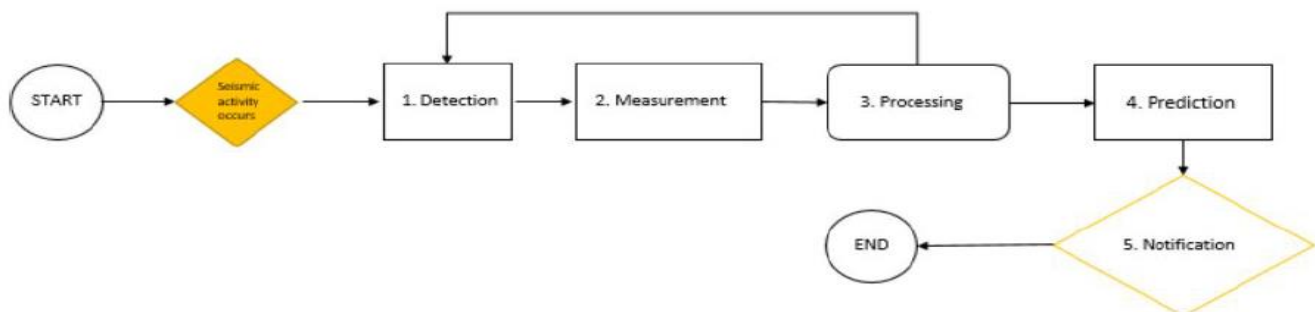 START
Seismic
activity
occurs
1. Detection
2. Measurement
3. Processing
4. Prediction
END
5. Notification